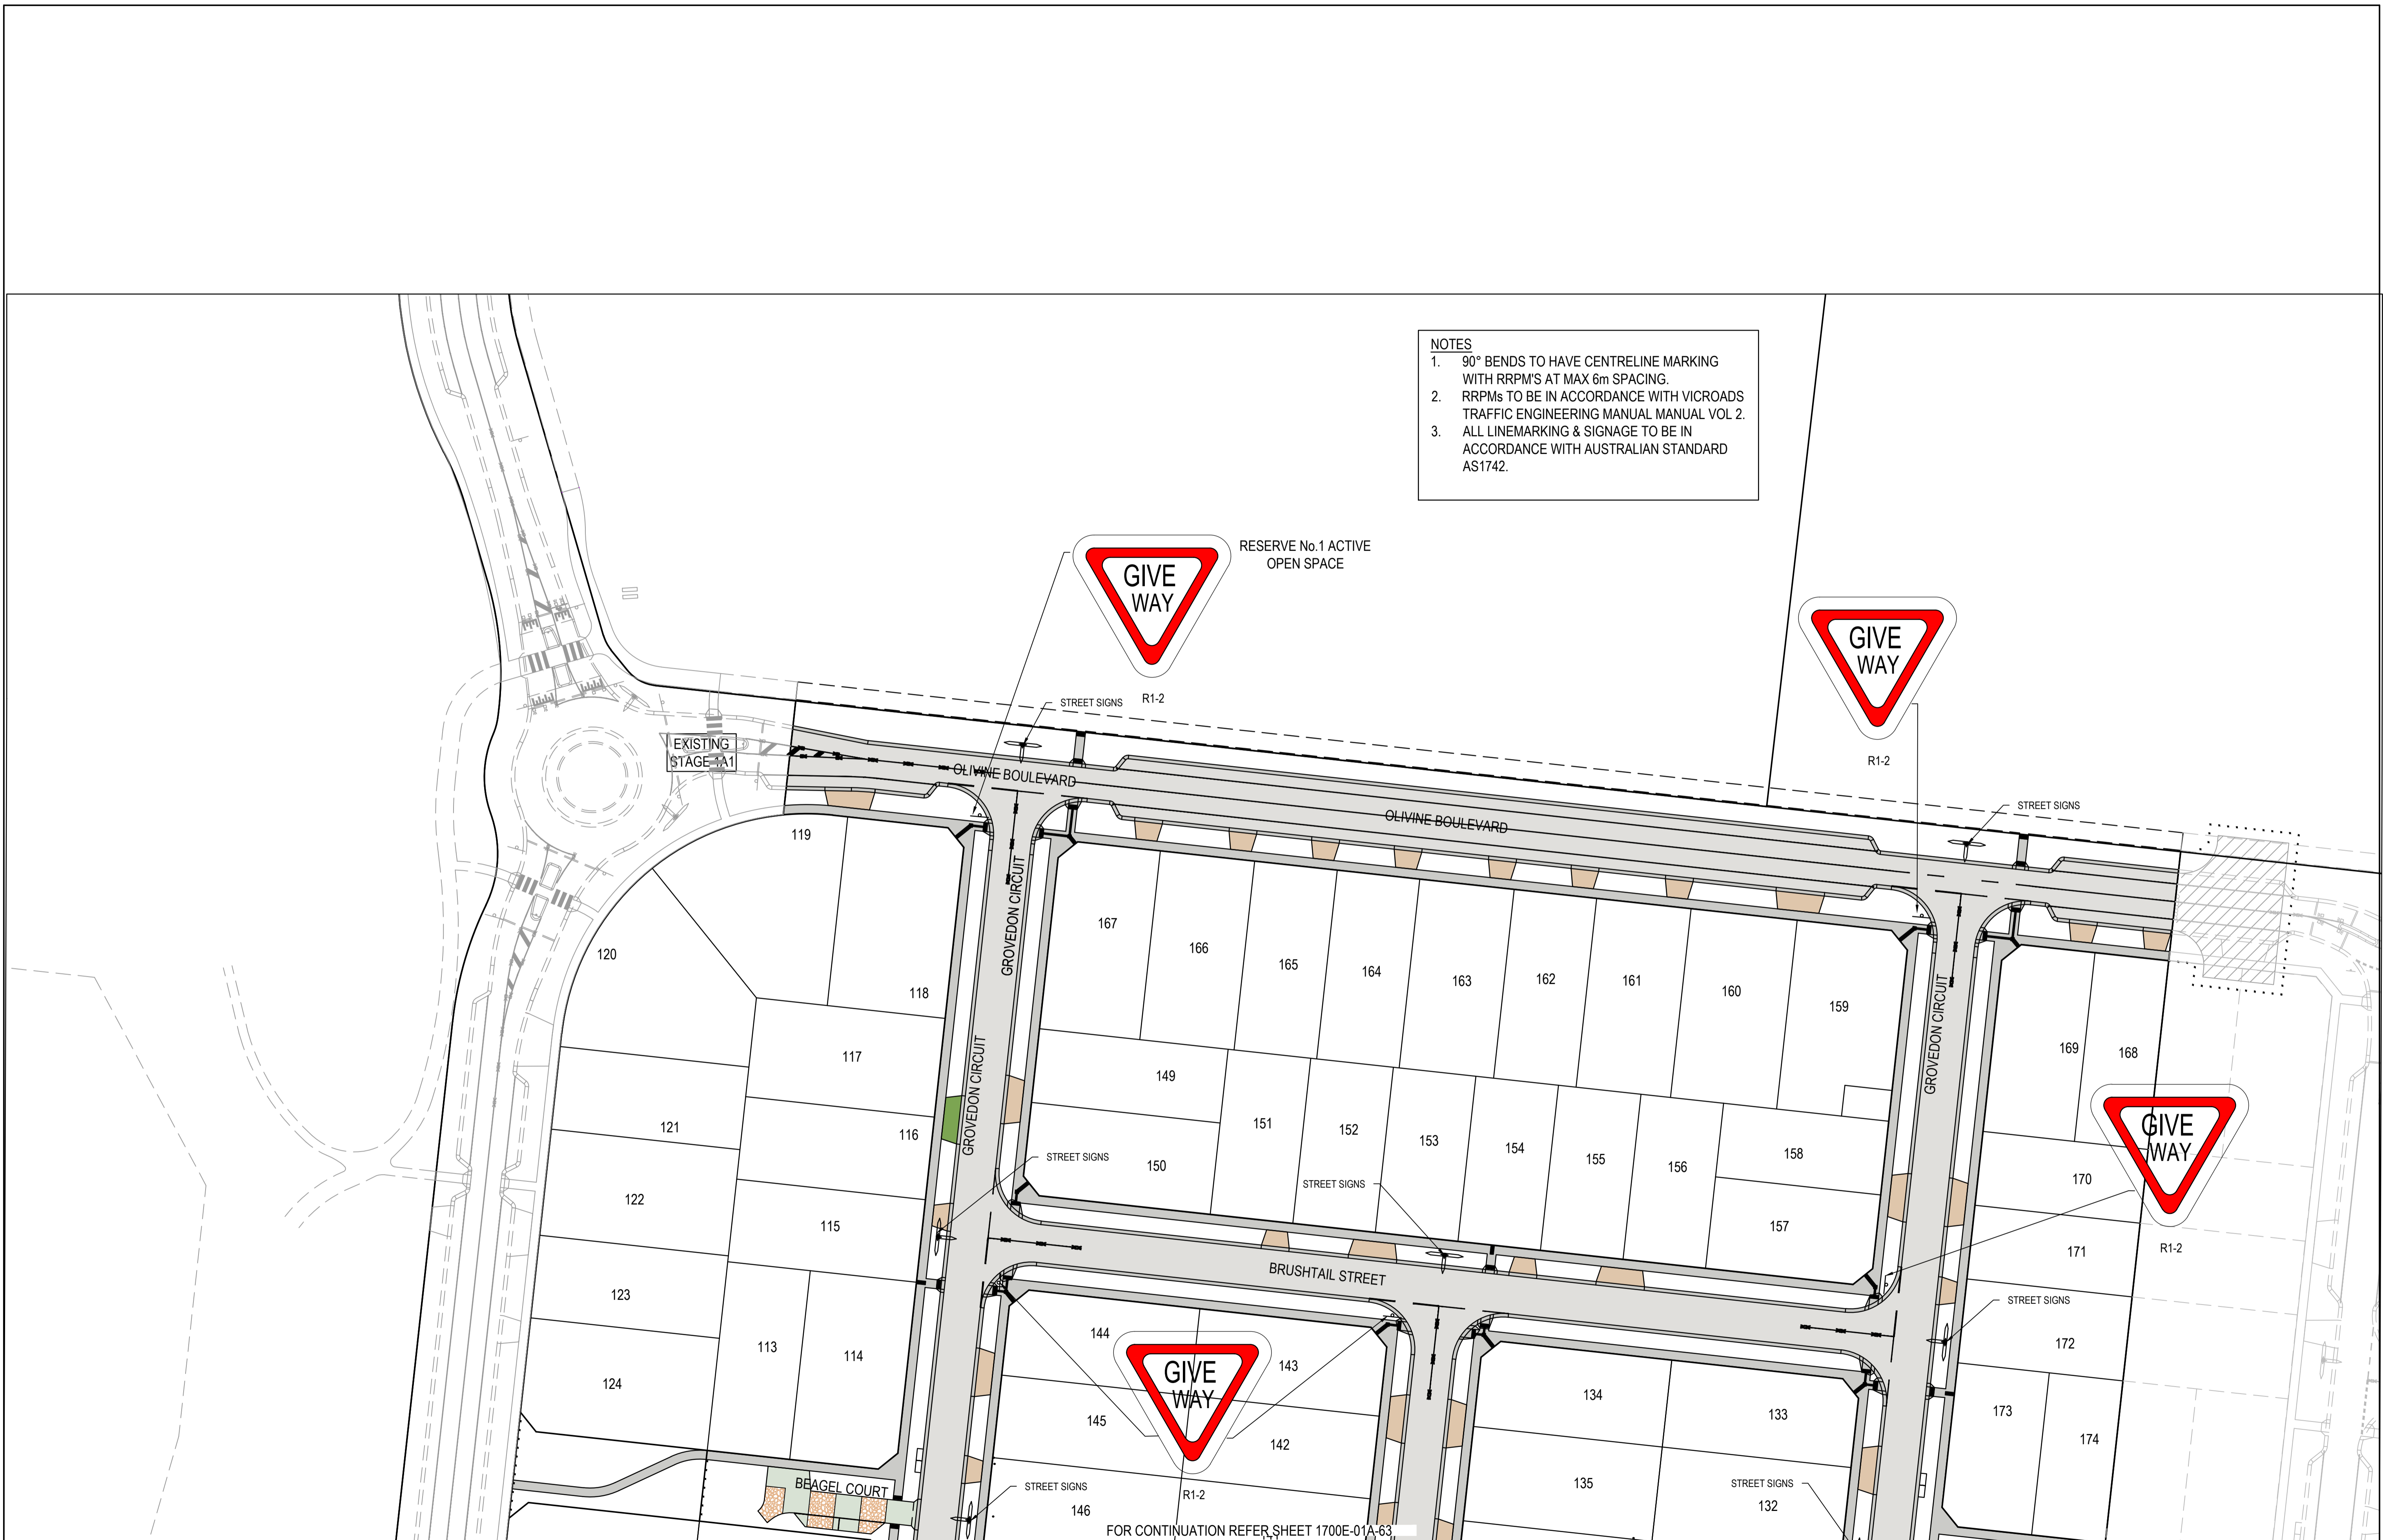 NOTES
1. 90° BENDS TO HAVE CENTRELINE MARKING
WITH RRPM'S AT MAX 6m SPACING.
2. RRPMs TO BE IN ACCORDANCE WITH VICROADS
TRAFFIC ENGINEERING MANUAL MANUAL VOL 2.
3. ALL LINEMARKING & SIGNAGE TO BE IN
ACCORDANCE WITH AUSTRALIAN STANDARD
AS1742.
GIVE
WAY
R1-2
RESERVE No.1 ACTIVE
OPEN SPACE
GIVE
WAY
R1-2
STREET SIGNS
EXISTING
STAGE 1A1
OLIVINE BOULEVARD
OLIVINE BOULEVARD
STREET SIGNS
119
120
118
117
116
121
122
115
123
124
113
114
GROVEDON CIRCUIT
GROVEDON CIRCUIT
167
166
165
164
163
162
161
160
159
149
150
151
152
153
154
155
156
158
157
GROVEDON CIRCUIT
169
168
170
171
172
173
174
GIVE
WAY
R1-2
STREET SIGNS
STREET SIGNS
STREET SIGNS
BRUSHTAIL STREET
144
143
145
142
146
GIVE
WAY
R1-2
134
133
135
132
STREET SIGNS
STREET SIGNS
BEAGEL COURT
FOR CONTINUATION REFER SHEET 1700E-01A-63